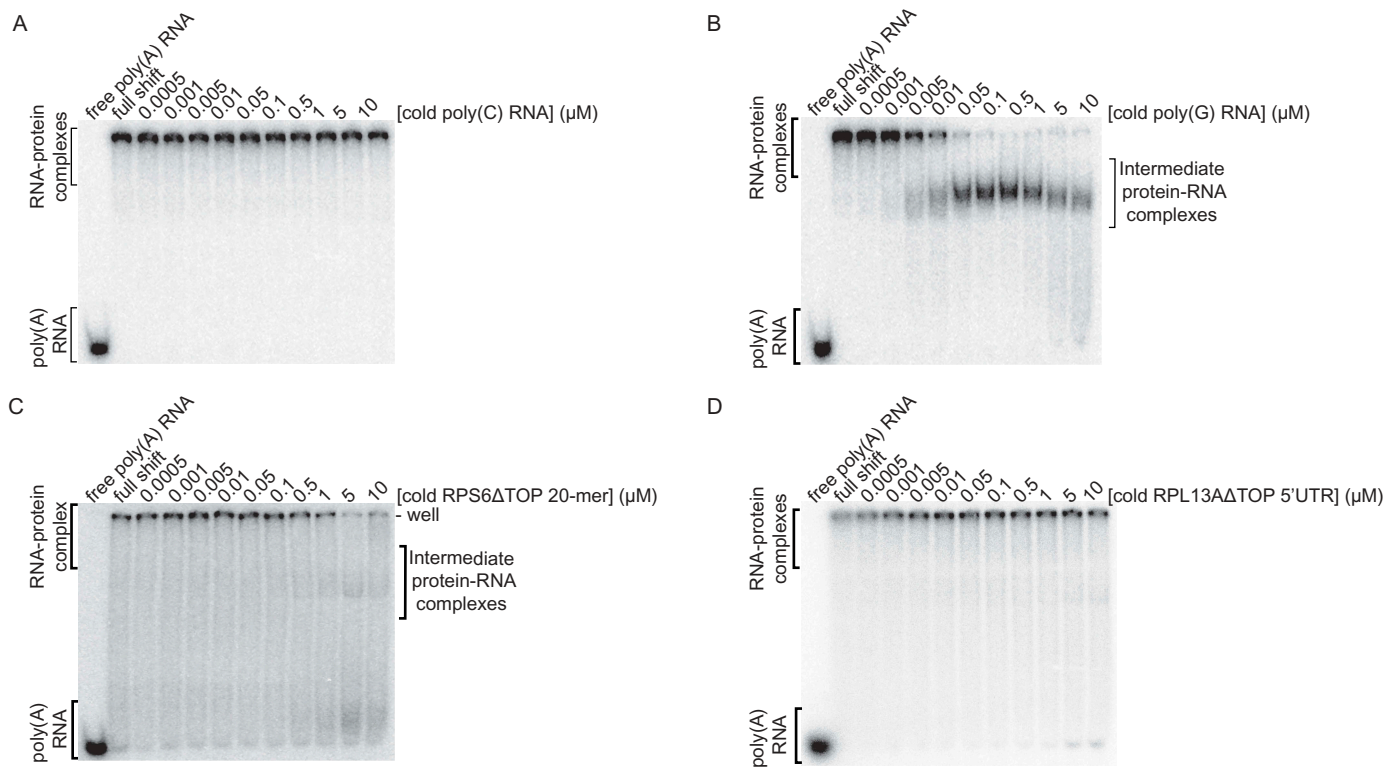 A
free poly(A) RNA
full shift
0.0005
0.001
0.005
0.01
0.05
0.1
0.5
1
5
10
[cold poly(C) RNA] (µM)
RNA-protein
complexes
poly(A)
RNA
B
free poly(A) RNA
full shift
0.0005
0.001
0.005
0.01
0.05
0.1
0.5
1
5
10
[cold poly(G) RNA] (µM)
RNA-protein
complexes
Intermediate
protein-RNA
complexes
poly(A)
RNA
C
free poly(A) RNA
full shift
0.0005
0.001
0.005
0.01
0.05
0.1
0.5
1
5
10
[cold RPS6ΔTOP 20-mer] (µM)
- well
RNA-protein
complex
Intermediate
protein-RNA
complexes
poly(A)
RNA
D
free poly(A) RNA
full shift
0.0005
0.001
0.005
0.01
0.05
0.1
0.5
1
5
10
[cold RPL13AΔTOP 5'UTR] (µM)
RNA-protein
complexes
poly(A)
RNA